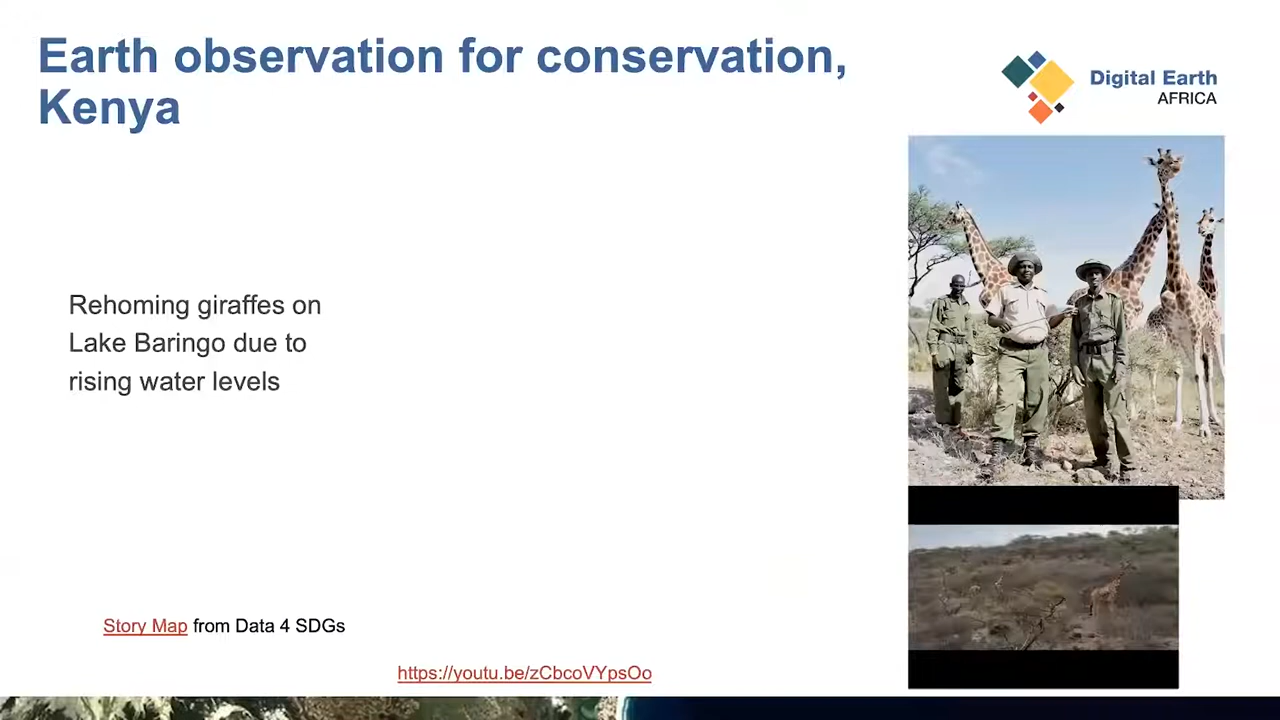 Earth observation for conservation,
Kenya
Digital Earth
AFRICA
Rehoming giraffes on
Lake Baringo due to
rising water levels
Story Map from Data 4 SDGs
https://youtu.be/zCbcoVYpsOo